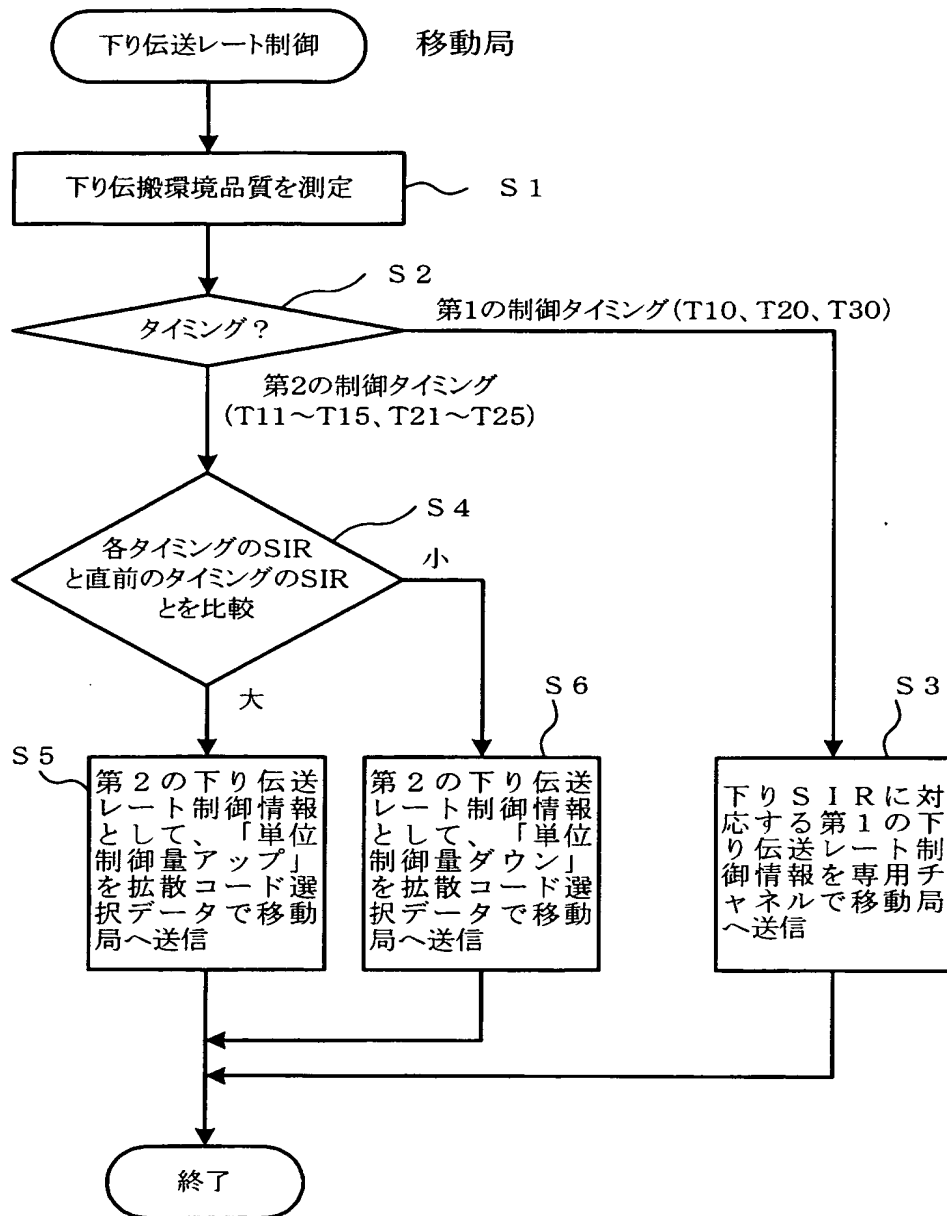 下り伝送レート制御
移動局
下り伝搬環境品質を測定
S1
S2
タイミング？
第1の制御タイミング(T10、T20、T30)
第2の制御タイミング
(T11～T15、T21～T25)
S4
各タイミングのSIR
と直前のタイミングのSIR
とを比較
小
大
S5
第2の下り伝送
レート制御情報
として、「単位
制御量アップ」
を拡散コード選
択データで移動
局へ送信
S6
第2の下り伝送
レート制御情報
として、「単位
制御量ダウン」
を拡散コード選
択データで移動
局へ送信
S3
下りSIRに対
応する第1の下
り伝送レート制
御情報を専用チ
ャネルで移動局
へ送信
終了